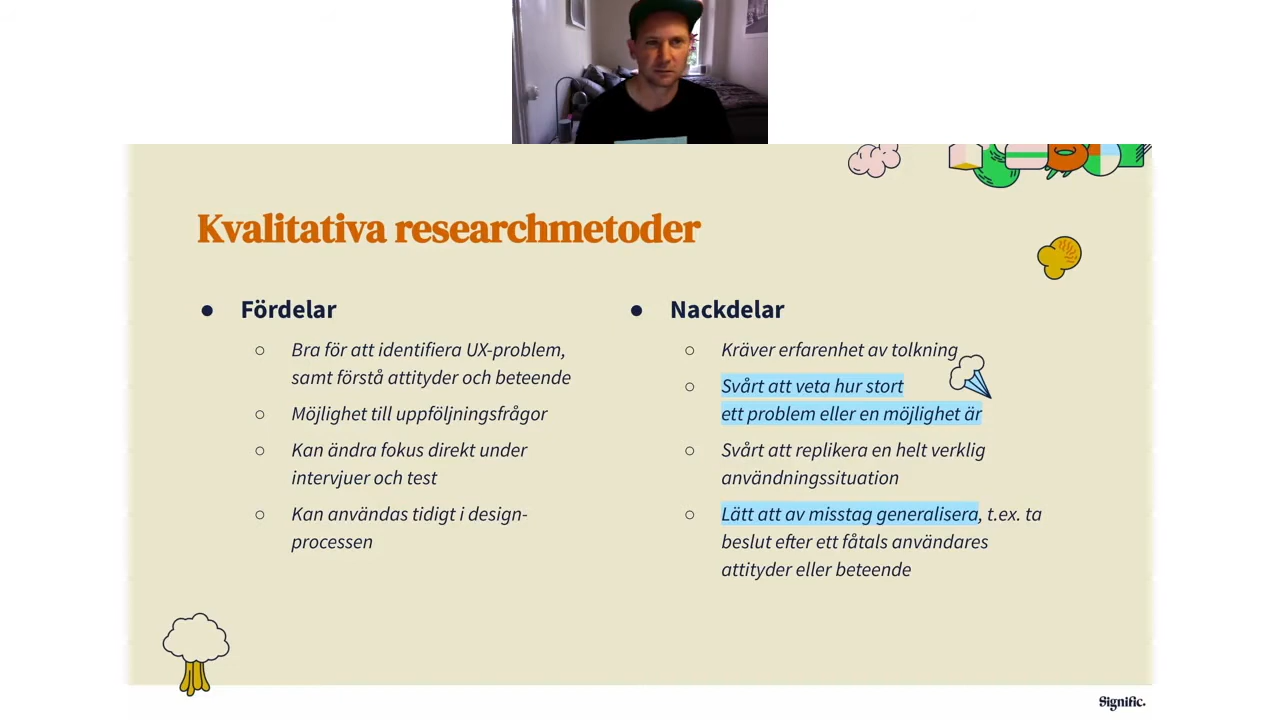 Kvalitativa researchmetoder
Fördelar
Bra för att identifiera UX-problem,
samt förstå attityder och beteende
Möjlighet till uppföljningsfrågor
Kan ändra fokus direkt under
intervjuer och test
Kan användas tidigt i design-
processen
Nackdelar
Kräver erfarenhet av tolkning
Svårt att veta hur stort
ett problem eller en möjlighet är
Svårt att replikera en helt verklig
användningssituation
Lätt att av misstag generalisera, t.ex. ta
beslut efter ett fåtals användares
attityder eller beteende
Signific.